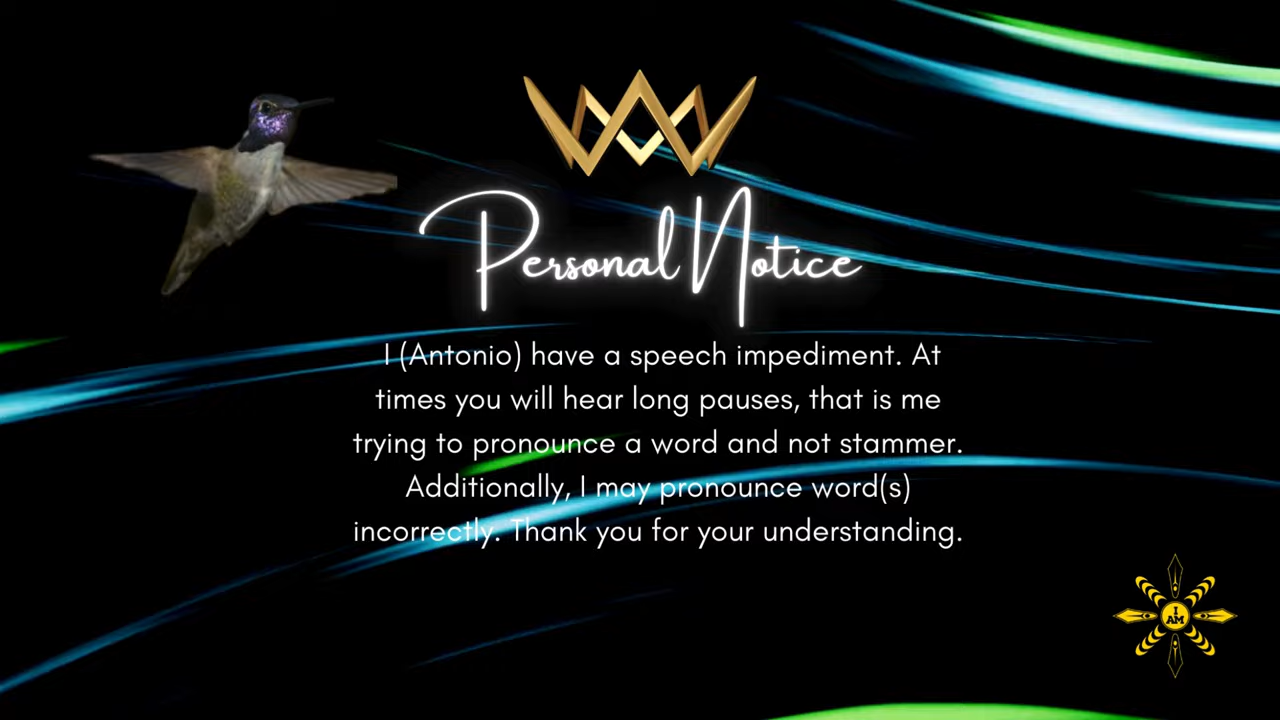 Personal Notice
I (Antonio) have a speech impediment. At
times you will hear long pauses, that is me
trying to pronounce a word and not stammer.
Additionally, I may pronounce word(s)
incorrectly. Thank you for your understanding.
I
AM